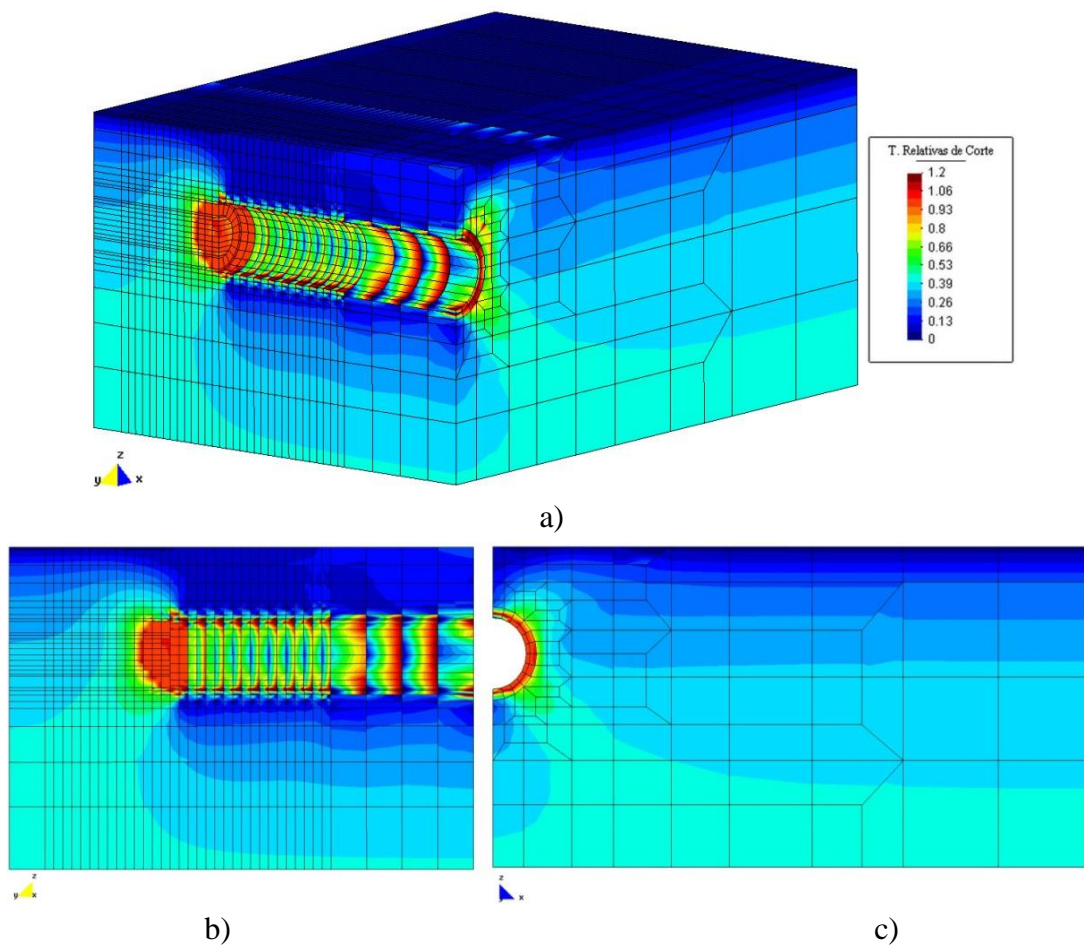 T. Relativas de Corte
1.2
1.06
0.93
0.8
0.66
0.53
0.39
0.26
0.13
0
z
y x
a)
z
y x
z
y x
b) c)